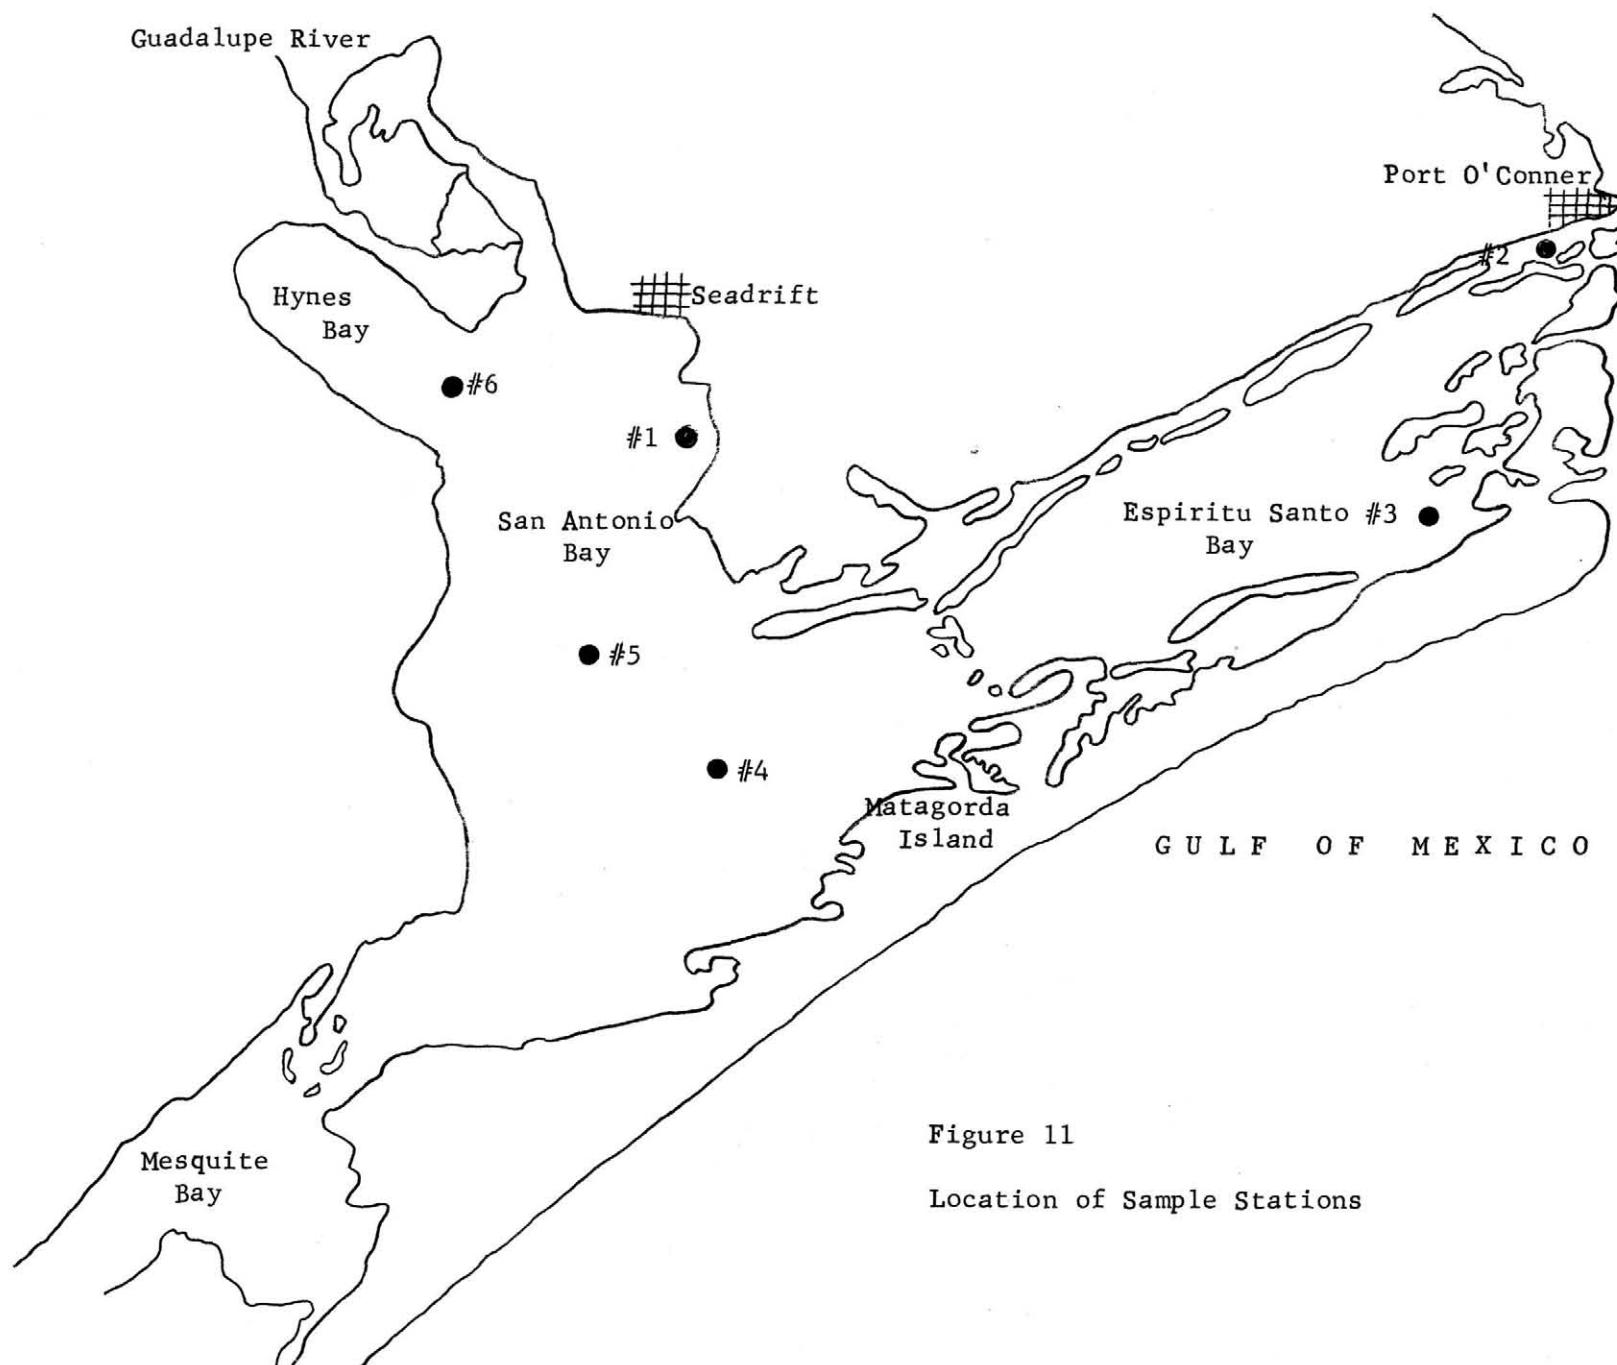 Guadalupe River
Port O'Conner
#2
Hynes
Bay
Seadrift
#6
#1
San Antonio
Bay
Espiritu Santo #3
Bay
#5
#4
Matagorda
Island
GULF OF MEXICO
Figure 11
Location of Sample Stations
Mesquite
Bay